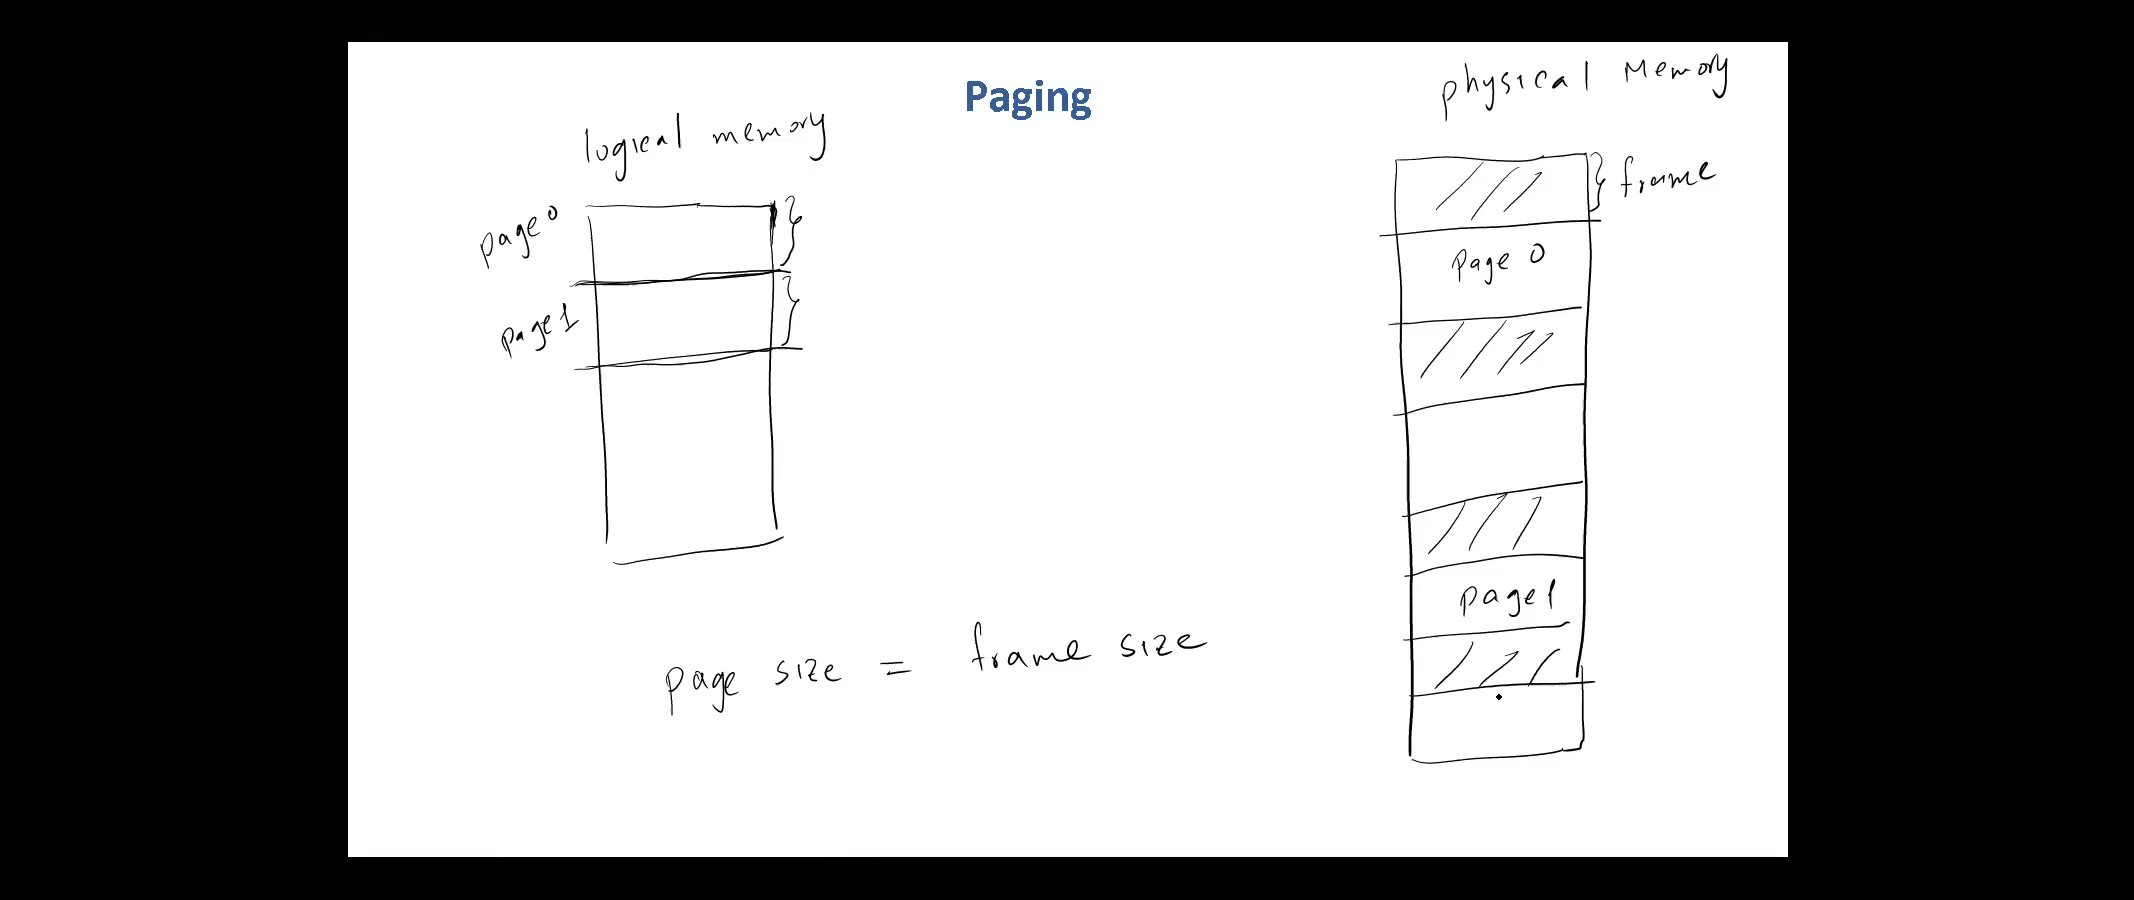 Paging
logical memory
page 0
page 1
physical Memory
frame
page 0
page 1
page size = frame size